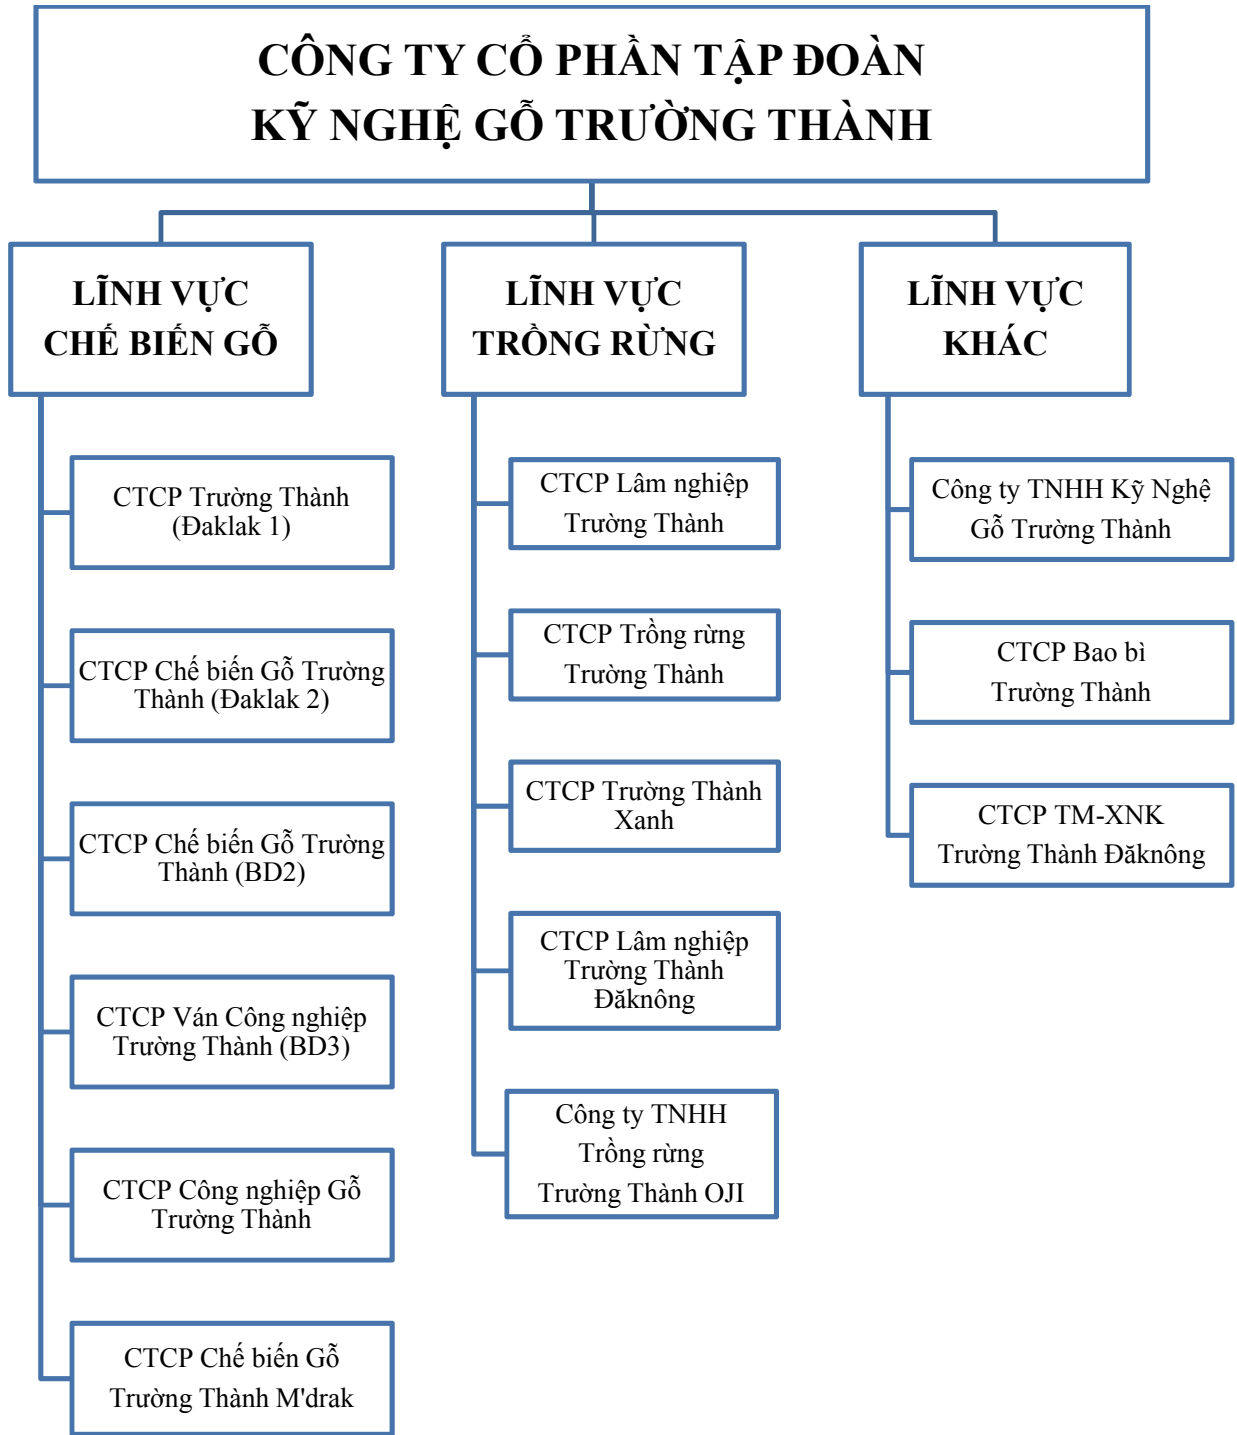 CÔNG TY CỔ PHẦN TẬP ĐOÀN
KỸ NGHỆ GỖ TRƯỜNG THÀNH
LĨNH VỰC
CHẾ BIẾN GỖ
CTCP Trường Thành
(Đaklak 1)
CTCP Chế biến Gỗ Trường
Thành (Đaklak 2)
CTCP Chế biến Gỗ Trường
Thành (BD2)
CTCP Ván Công nghiệp
Trường Thành (BD3)
CTCP Công nghiệp Gỗ
Trường Thành
CTCP Chế biến Gỗ
Trường Thành M'drak
LĨNH VỰC
TRỒNG RỪNG
CTCP Lâm nghiệp
Trường Thành
CTCP Trồng rừng
Trường Thành
CTCP Trường Thành
Xanh
CTCP Lâm nghiệp
Trường Thành
Đăknông
Công ty TNHH
Trồng rừng
Trường Thành OJI
LĨNH VỰC
KHÁC
Công ty TNHH Kỹ Nghệ
Gỗ Trường Thành
CTCP Bao bì
Trường Thành
CTCP TM-XNK
Trường Thành Đăknông